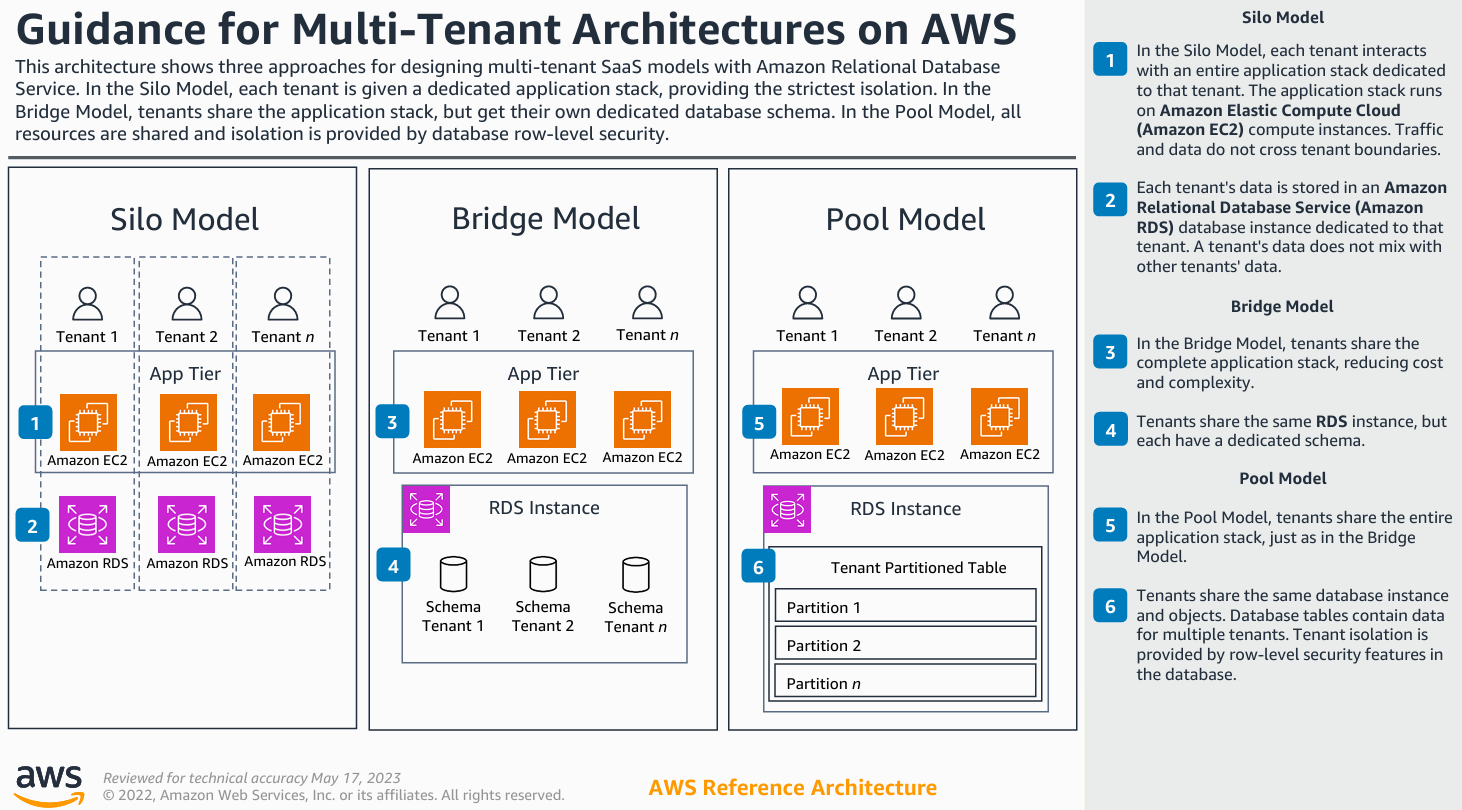 Guidance for Multi-Tenant Architectures on AWS
This architecture shows three approaches for designing multi-tenant SaaS models with Amazon Relational Database
Service. In the Silo Model, each tenant is given a dedicated application stack, providing the strictest isolation. In the
Bridge Model, tenants share the application stack, but get their own dedicated database schema. In the Pool Model, all
resources are shared and isolation is provided by database row-level security.
Silo Model
Tenant 1
Tenant 2
Tenant n
App Tier
1
Amazon EC2
Amazon EC2
Amazon EC2
2
Amazon RDS
Amazon RDS
Amazon RDS
Bridge Model
Tenant 1
Tenant 2
Tenant n
App Tier
3
Amazon EC2
Amazon EC2
Amazon EC2
RDS Instance
4
Schema
Tenant 1
Schema
Tenant 2
Schema
Tenant n
Pool Model
Tenant 1
Tenant 2
Tenant n
App Tier
5
Amazon EC2
Amazon EC2
Amazon EC2
RDS Instance
6
Tenant Partitioned Table
Partition 1
Partition 2
Partition n
Silo Model
1
In the Silo Model, each tenant interacts
with an entire application stack dedicated
to that tenant. The application stack runs
on Amazon Elastic Compute Cloud
(Amazon EC2) compute instances. Traffic
and data do not cross tenant boundaries.
2
Each tenant's data is stored in an Amazon
Relational Database Service (Amazon
RDS) database instance dedicated to that
tenant. A tenant's data does not mix with
other tenants' data.
Bridge Model
3
In the Bridge Model, tenants share the
complete application stack, reducing cost
and complexity.
4
Tenants share the same RDS instance, but
each have a dedicated schema.
Pool Model
5
In the Pool Model, tenants share the entire
application stack, just as in the Bridge
Model.
6
Tenants share the same database instance
and objects. Database tables contain data
for multiple tenants. Tenant isolation is
provided by row-level security features in
the database.
aws
Reviewed for technical accuracy May 17, 2023
© 2022, Amazon Web Services, Inc. or its affiliates. All rights reserved.
AWS Reference Architecture